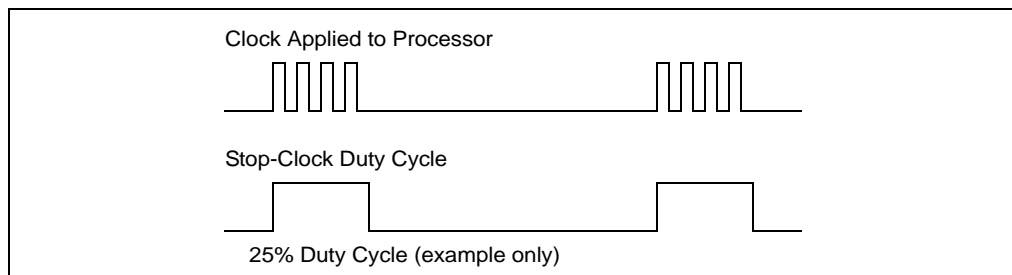 Clock Applied to Processor
Stop-Clock Duty Cycle
25% Duty Cycle (example only)